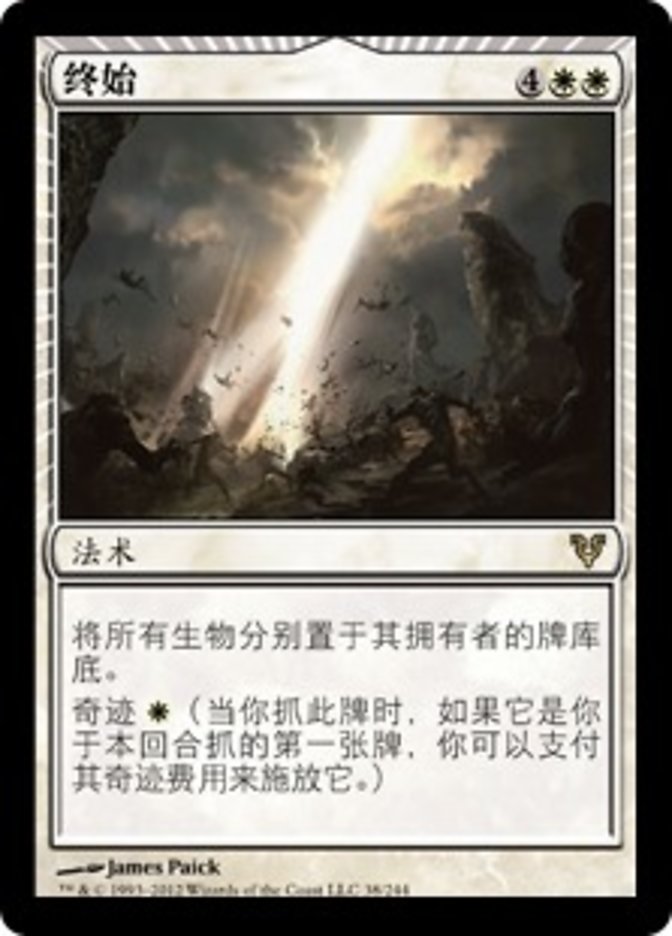 终始 4
法术
将所有生物分别置于其拥有者的牌库
底。
奇迹 （当你抓此牌时，如果它是你
于本回合抓的第一张牌，你可以支付
其奇迹费用来施放它。）
James Paick
™ & © 1993–2012 Wizards of the Coast LLC 38/244